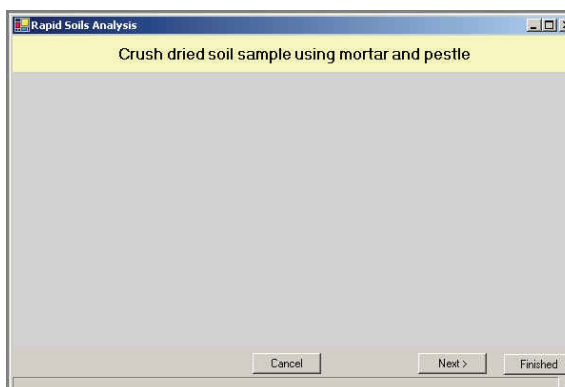 Rapid Soils Analysis
Crush dried soil sample using mortar and pestle
Cancel
Next >
Finished